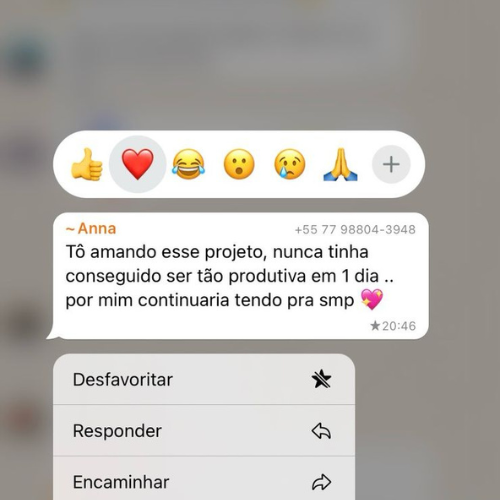 👍 ❤️ 😂 😮 😢 🙏 +
~Anna +55 77 98804-3948
Tô amando esse projeto, nunca tinha
conseguido ser tão produtiva em 1 dia ..
por mim continuaria tendo pra smp 💖
★20:46
Desfavoritar
Responder
Encaminhar